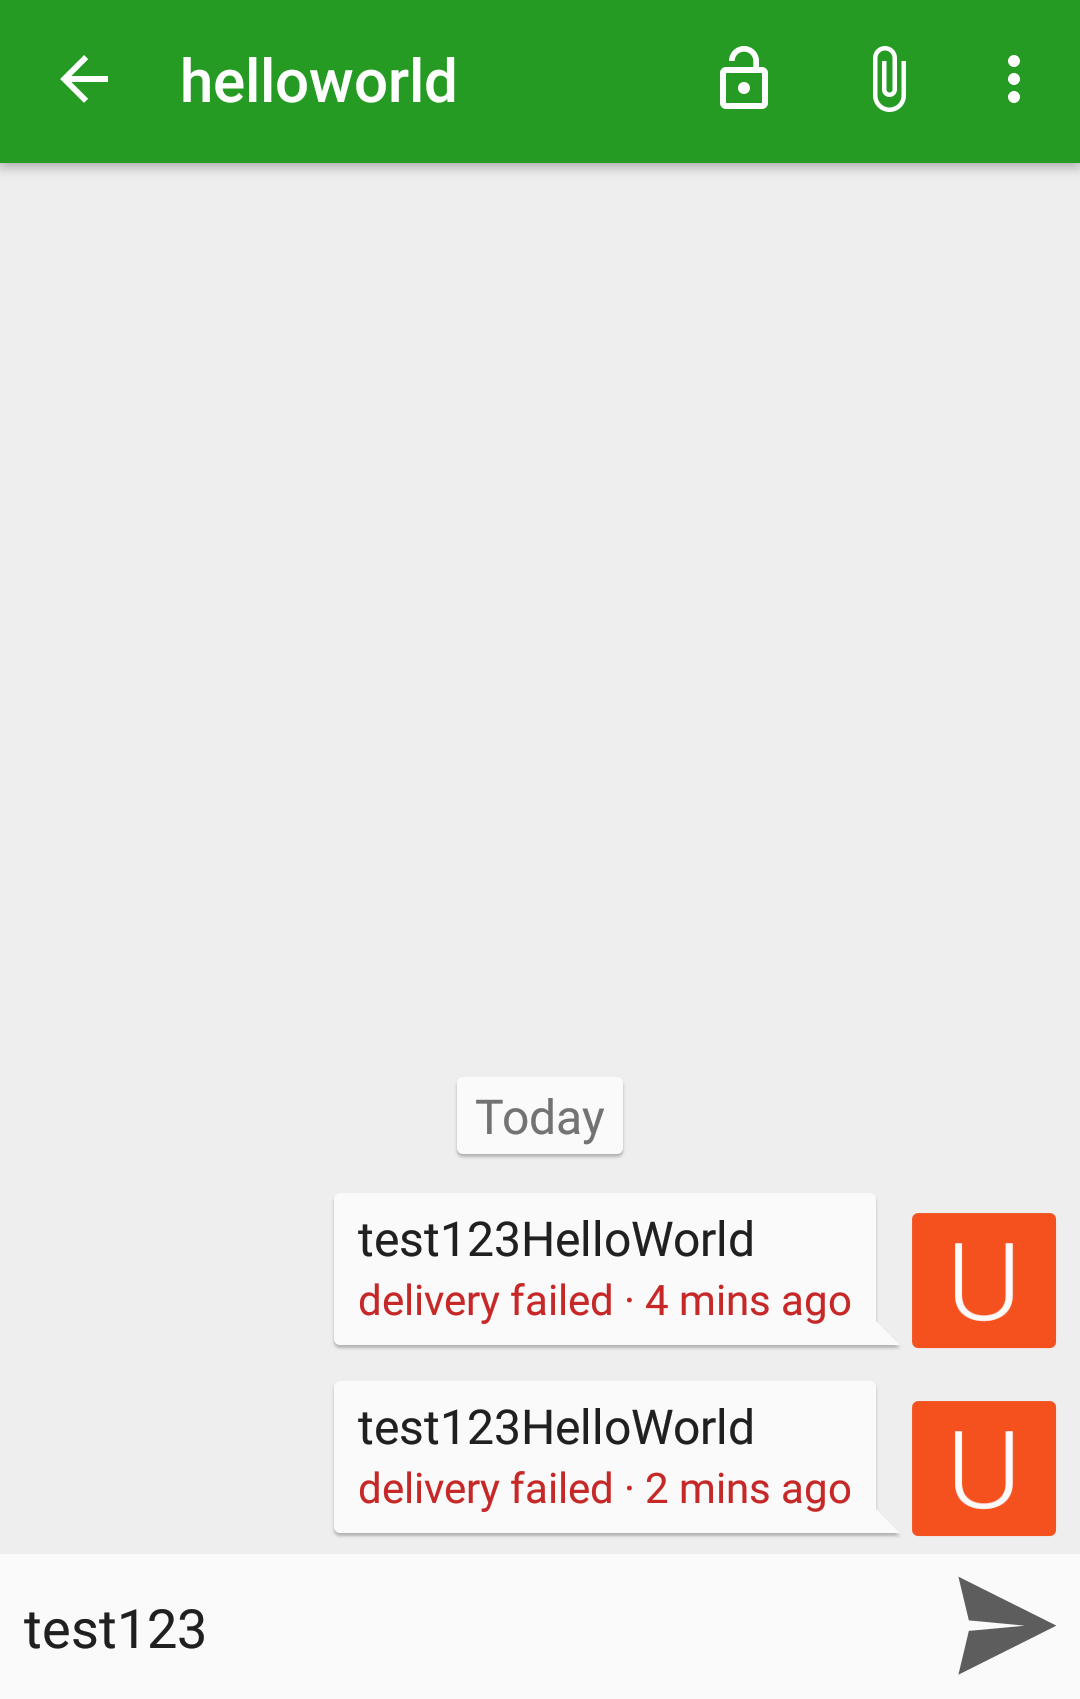 helloworld
Today
test123HelloWorld
delivery failed · 4 mins ago
U
test123HelloWorld
delivery failed · 2 mins ago
U
test123